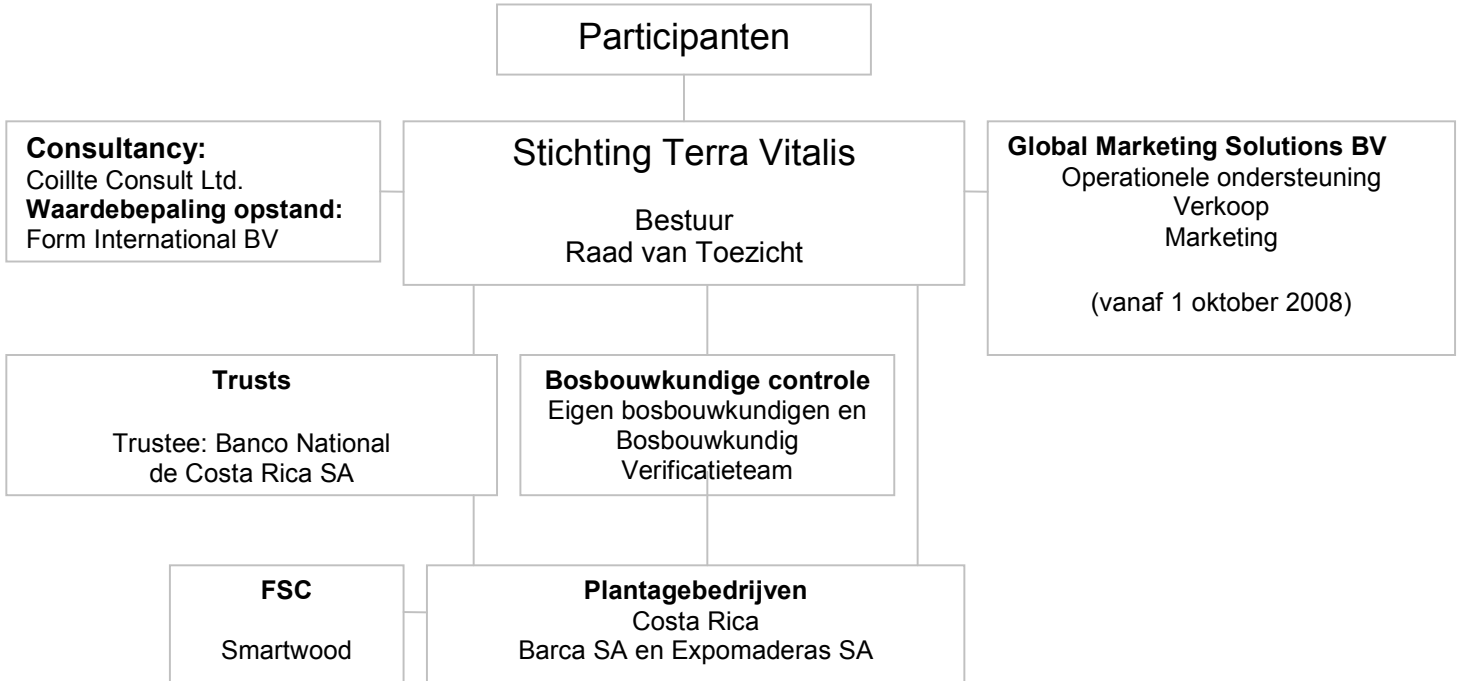 Participanten
Consultancy:
Coillte Consult Ltd.
Waardebepaling opstand:
Form International BV
Stichting Terra Vitalis
Bestuur
Raad van Toezicht
Global Marketing Solutions BV
Operationele ondersteuning
Verkoop
Marketing
(vanaf 1 oktober 2008)
Trusts
Trustee: Banco National
de Costa Rica SA
Bosbouwkundige controle
Eigen bosbouwkundigen en
Bosbouwkundig
Verificatieteam
FSC
Smartwood
Plantagebedrijven
Costa Rica
Barca SA en Expomaderas SA